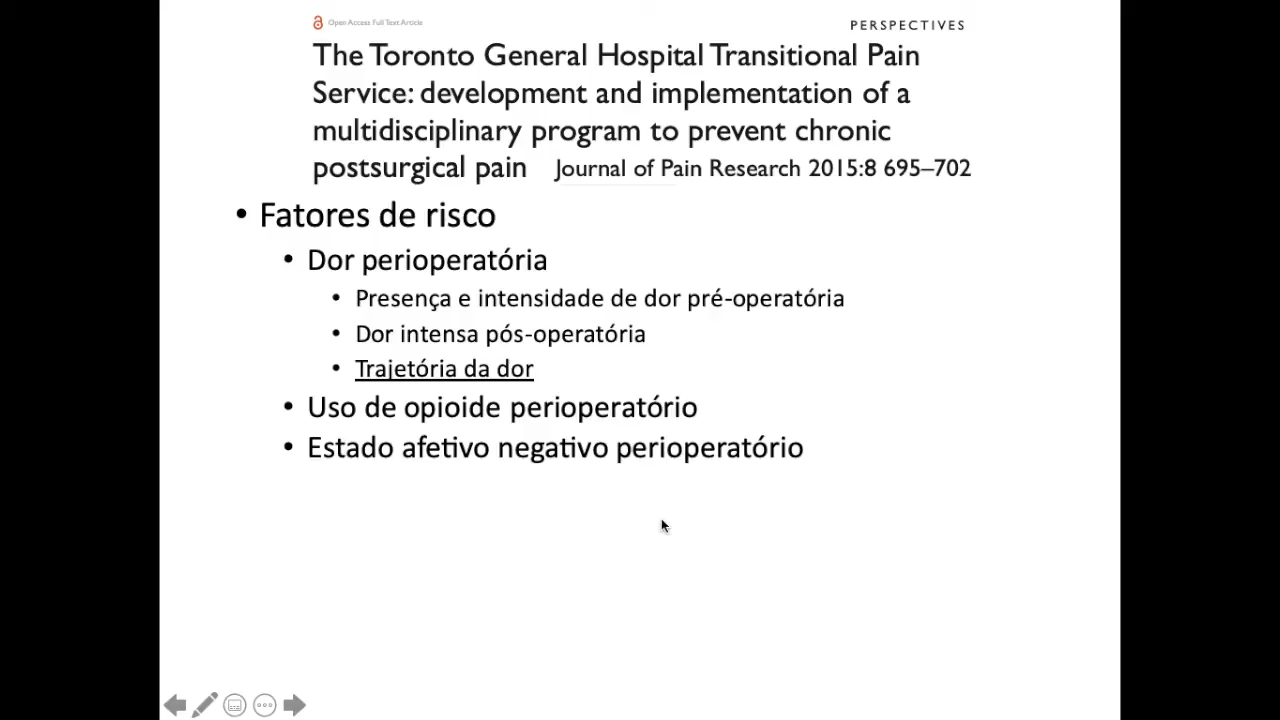 Open Access Full Text Article
PERSPECTIVES
The Toronto General Hospital Transitional Pain
Service: development and implementation of a
multidisciplinary program to prevent chronic
postsurgical pain Journal of Pain Research 2015:8 695–702
• Fatores de risco
• Dor perioperatória
• Presença e intensidade de dor pré-operatória
• Dor intensa pós-operatória
• Trajetória da dor
• Uso de opioide perioperatório
• Estado afetivo negativo perioperatório